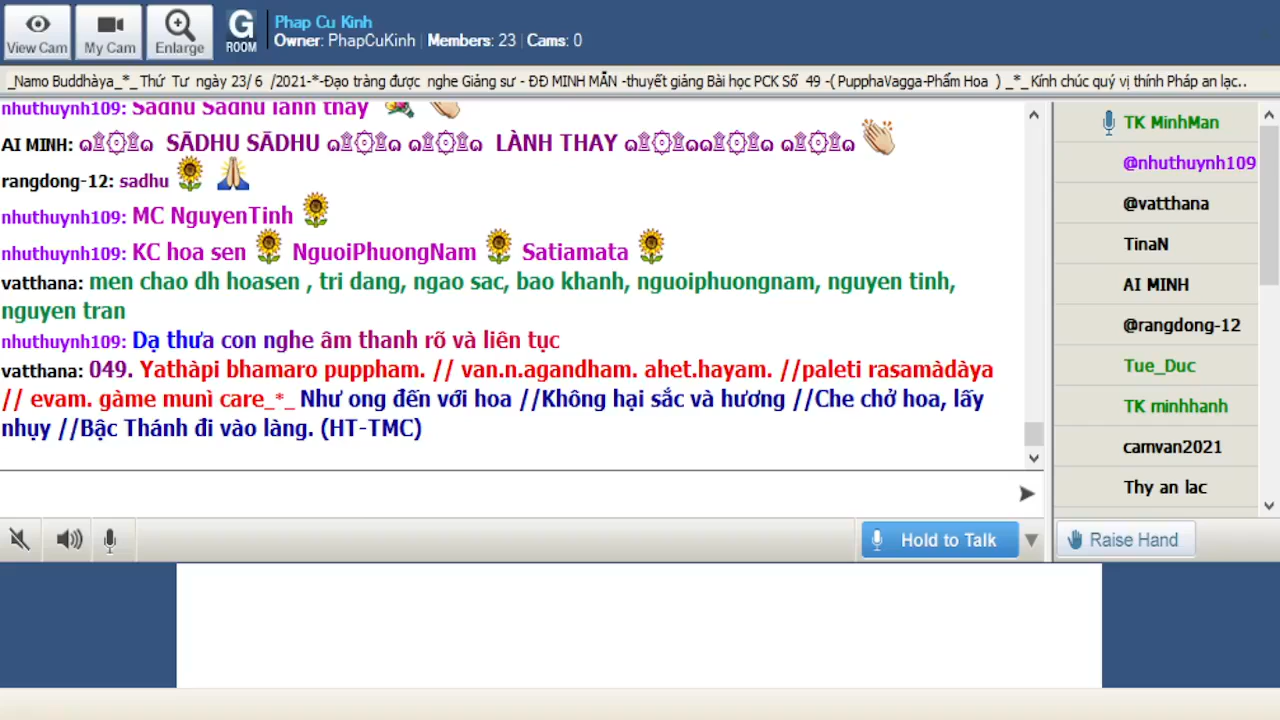 View Cam
My Cam
Enlarge
G
ROOM
Phap Cu Kinh
Owner: PhapCuKinh | Members: 23 | Cams: 0
_Namo Buddhàya_*_Thứ Tư ngày 23/ 6 /2021-*-Đạo tràng được nghe Giảng sư - ĐĐ MINH MẪN -thuyết giảng Bài học PCK Số 49 -( PupphaVagga-Phẩm Hoa ) _*_Kính chúc quý vị thính Pháp an lạc..
nhuthuynh109: Sadhu Sadhu lành thay
AI MINH: ൳۩۞۩൳ SĀDHU SĀDHU ൳۩۞۩൳ ൳۩۞۩൳ LÀNH THAY ൳۩۞۩൳൳۩۞۩൳ ൳۩۞۩൳
rangdong-12: sadhu
nhuthuynh109: MC NguyenTinh
nhuthuynh109: KC hoa sen NguoiPhuongNam Satiamata
vatthana: men chao dh hoasen , tri dang, ngao sac, bao khanh, nguoiphuongnam, nguyen tinh,
nguyen tran
nhuthuynh109: Dạ thưa con nghe âm thanh rõ và liên tục
vatthana: 049. Yathàpi bhamaro puppham. // van.n.agandham. ahet.hayam. //paleti rasamàdàya
// evam. gàme munì care_*_ Như ong đến với hoa //Không hại sắc và hương //Che chở hoa, lấy
nhụy //Bậc Thánh đi vào làng. (HT-TMC)
TK MinhMan
@nhuthuynh109
@vatthana
TinaN
AI MINH
@rangdong-12
Tue_Duc
TK minhhanh
camvan2021
Thy an lac
Hold to Talk
Raise Hand